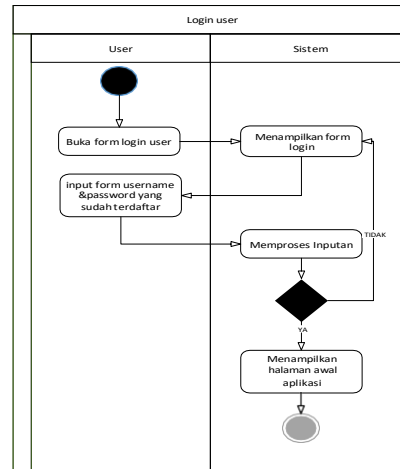 Login user
User
Sistem
Buka form login user
Menampilkan form
login
input form username
&password yang
sudah terdaftar
Memproses Inputan
TIDAK
YA
Menampilkan
halaman awal
aplikasi